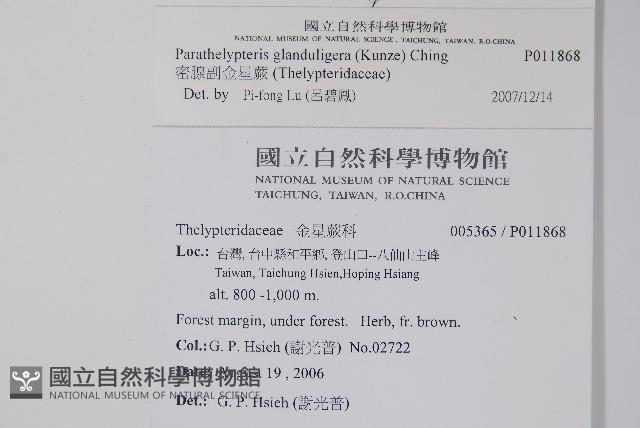 國立自然科學博物館
NATIONAL MUSEUM OF NATURAL SCIENCE, TAICHUNG, TAIWAN, R.O.CHINA
Parathelypteris glanduligera (Kunze) Ching P011868
密腺副金星蕨 (Thelypteridaceae)
Det. by Pi-fong Lu (呂碧鳳) 2007/12/14
國立自然科學博物館
NATIONAL MUSEUM OF NATURAL SCIENCE
TAICHUNG, TAIWAN, R.O.CHINA
Thelypteridaceae 金星蕨科 005365 / P011868
Loc.: 台灣, 台中縣和平鄉, 登山口--八仙山主峰
Taiwan, Taichung Hsien,Hoping Hsiang
alt. 800 -1,000 m.
Forest margin, under forest. Herb, fr. brown.
Col.: G. P. Hsieh (謝光普) No.02722
19 , 2006
Det.: G. P. Hsieh (謝光普)
國立自然科學博物館
NATIONAL MUSEUM OF NATURAL SCIENCE